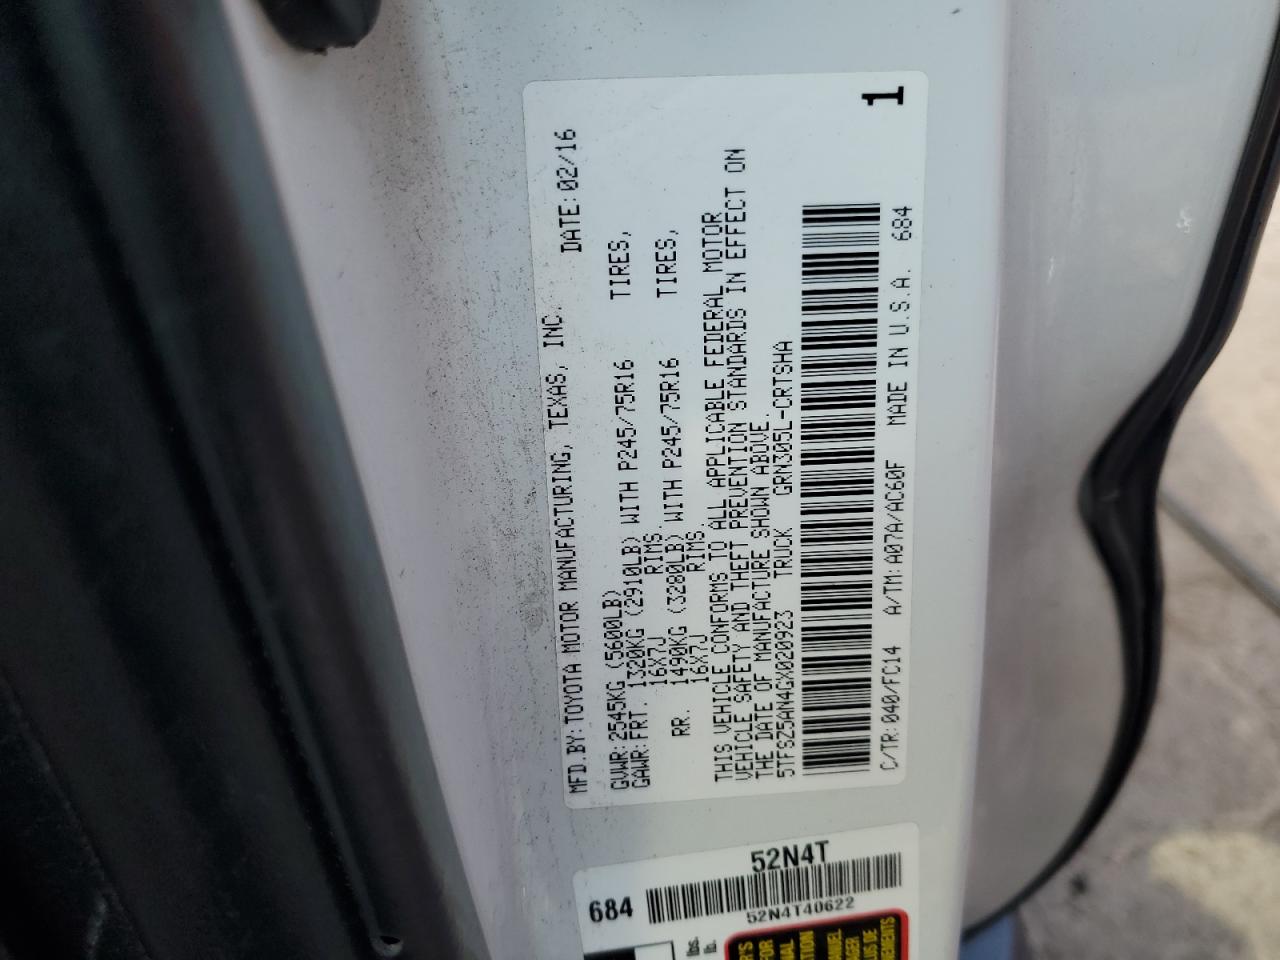 MFD.BY:TOYOTA MOTOR MANUFACTURING, TEXAS, INC. DATE:02/16
GVWR:2545KG (5600LB)
GAWR:FRT. 1320KG (2910LB) WITH P245/75R16 TIRES,
16X7J RIMS
RR. 1490KG (3280LB) WITH P245/75R16 TIRES,
16X7J RIMS
THIS VEHICLE CONFORMS TO ALL APPLICABLE FEDERAL MOTOR
VEHICLE SAFETY AND THEFT PREVENTION STANDARDS IN EFFECT ON
THE DATE OF MANUFACTURE SHOWN ABOVE.
5TFSZ5AN4GX020923 TRUCK GRN305L-CRTSHA
C/TR:040/FC14 A/TM:A07A/AC60F MADE IN U.S.A. 684
1
52N4T
684
52N4T40622
lbs.
lb.